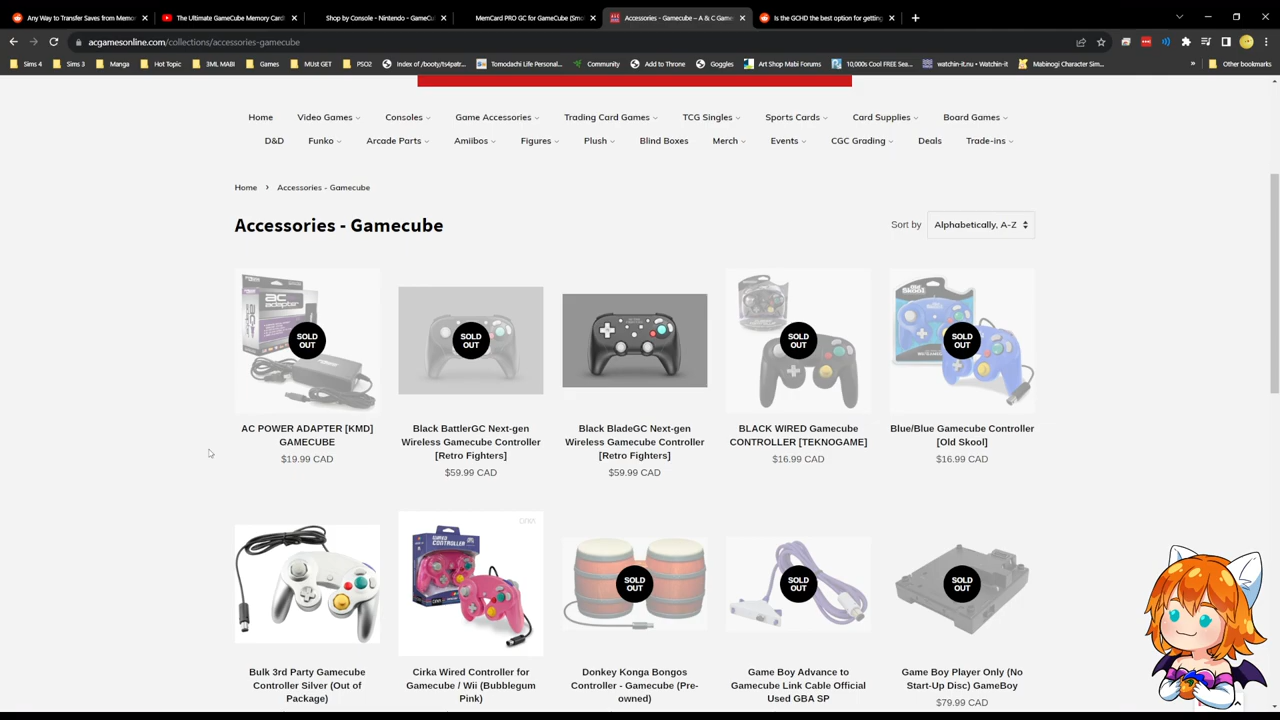 Any Way to Transfer Saves from Memor
The Ultimate GameCube Memory Card
Shop by Console - Nintendo - GameCu
MemCard PRO GC for GameCube (Smo
Accessories - Gamecube – A & C Game
Is the GCHD the best option for getting
acgamesonline.com/collections/accessories-gamecube
Sims 4
Sims 3
Manga
Hot Topic
3ML MABI
Games
MUst GET
PSO2
Index of /booty/ts4patr...
Tomodachi Life Personal...
Community
Add to Throne
Goggles
Art Shop Mabi Forums
10,000s Cool FREE Sea...
watchin-it.nu • Watchin-it
Mabinogi Character Sim...
»
Other bookmarks
Home Video Games Consoles Game Accessories Trading Card Games TCG Singles Sports Cards Card Supplies Board Games
D&D Funko Arcade Parts Amiibos Figures Plush Blind Boxes Merch Events CGC Grading Deals Trade-ins
Home › Accessories - Gamecube
Accessories - Gamecube
Sort by
Alphabetically, A-Z
SOLD
OUT
AC POWER ADAPTER [KMD]
GAMECUBE
$19.99 CAD
SOLD
OUT
Black BattlerGC Next-gen
Wireless Gamecube Controller
[Retro Fighters]
$59.99 CAD
Black BladeGC Next-gen
Wireless Gamecube Controller
[Retro Fighters]
$59.99 CAD
SOLD
OUT
BLACK WIRED Gamecube
CONTROLLER [TEKNOGAME]
$16.99 CAD
SOLD
OUT
Blue/Blue Gamecube Controller
[Old Skool]
$16.99 CAD
Bulk 3rd Party Gamecube
Controller Silver (Out of
Package)
Cirka Wired Controller for
Gamecube / Wii (Bubblegum
Pink)
SOLD
OUT
Donkey Konga Bongos
Controller - Gamecube (Pre-
owned)
SOLD
OUT
Game Boy Advance to
Gamecube Link Cable Official
Used GBA SP
SOLD
OUT
Game Boy Player Only (No
Start-Up Disc) GameBoy
$79.99 CAD